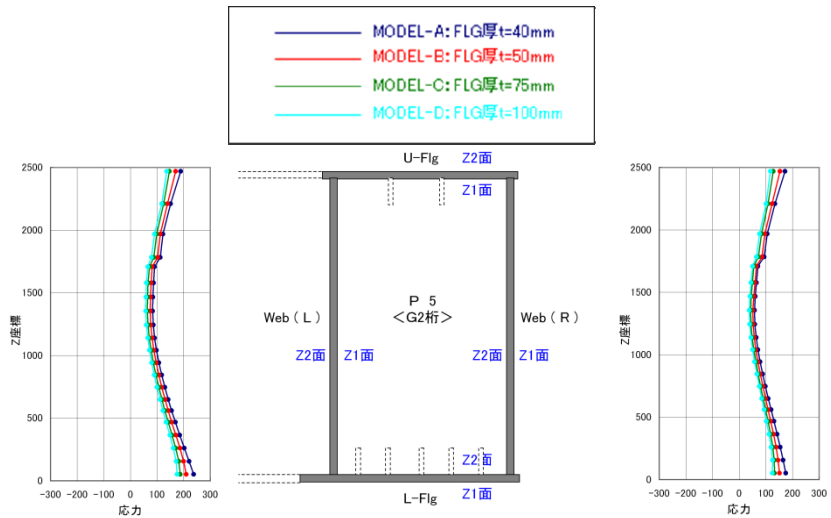 MODEL-A:FLG厚t=40mm
MODEL-B:FLG厚t=50mm
MODEL-C:FLG厚t=75mm
MODEL-D:FLG厚t=100mm
2500
2000
1500
1000
500
0
Z座標
-300 -200 -100 0 100 200 300
応力
U-Flg Z2面
Z1面
P 5
<G2桁>
Web(L)
Web(R)
Z2面 Z1面
Z2面 Z1面
Z2面
Z1面
L-Flg
2500
2000
1500
1000
500
0
Z座標
-300 -200 -100 0 100 200 300
応力